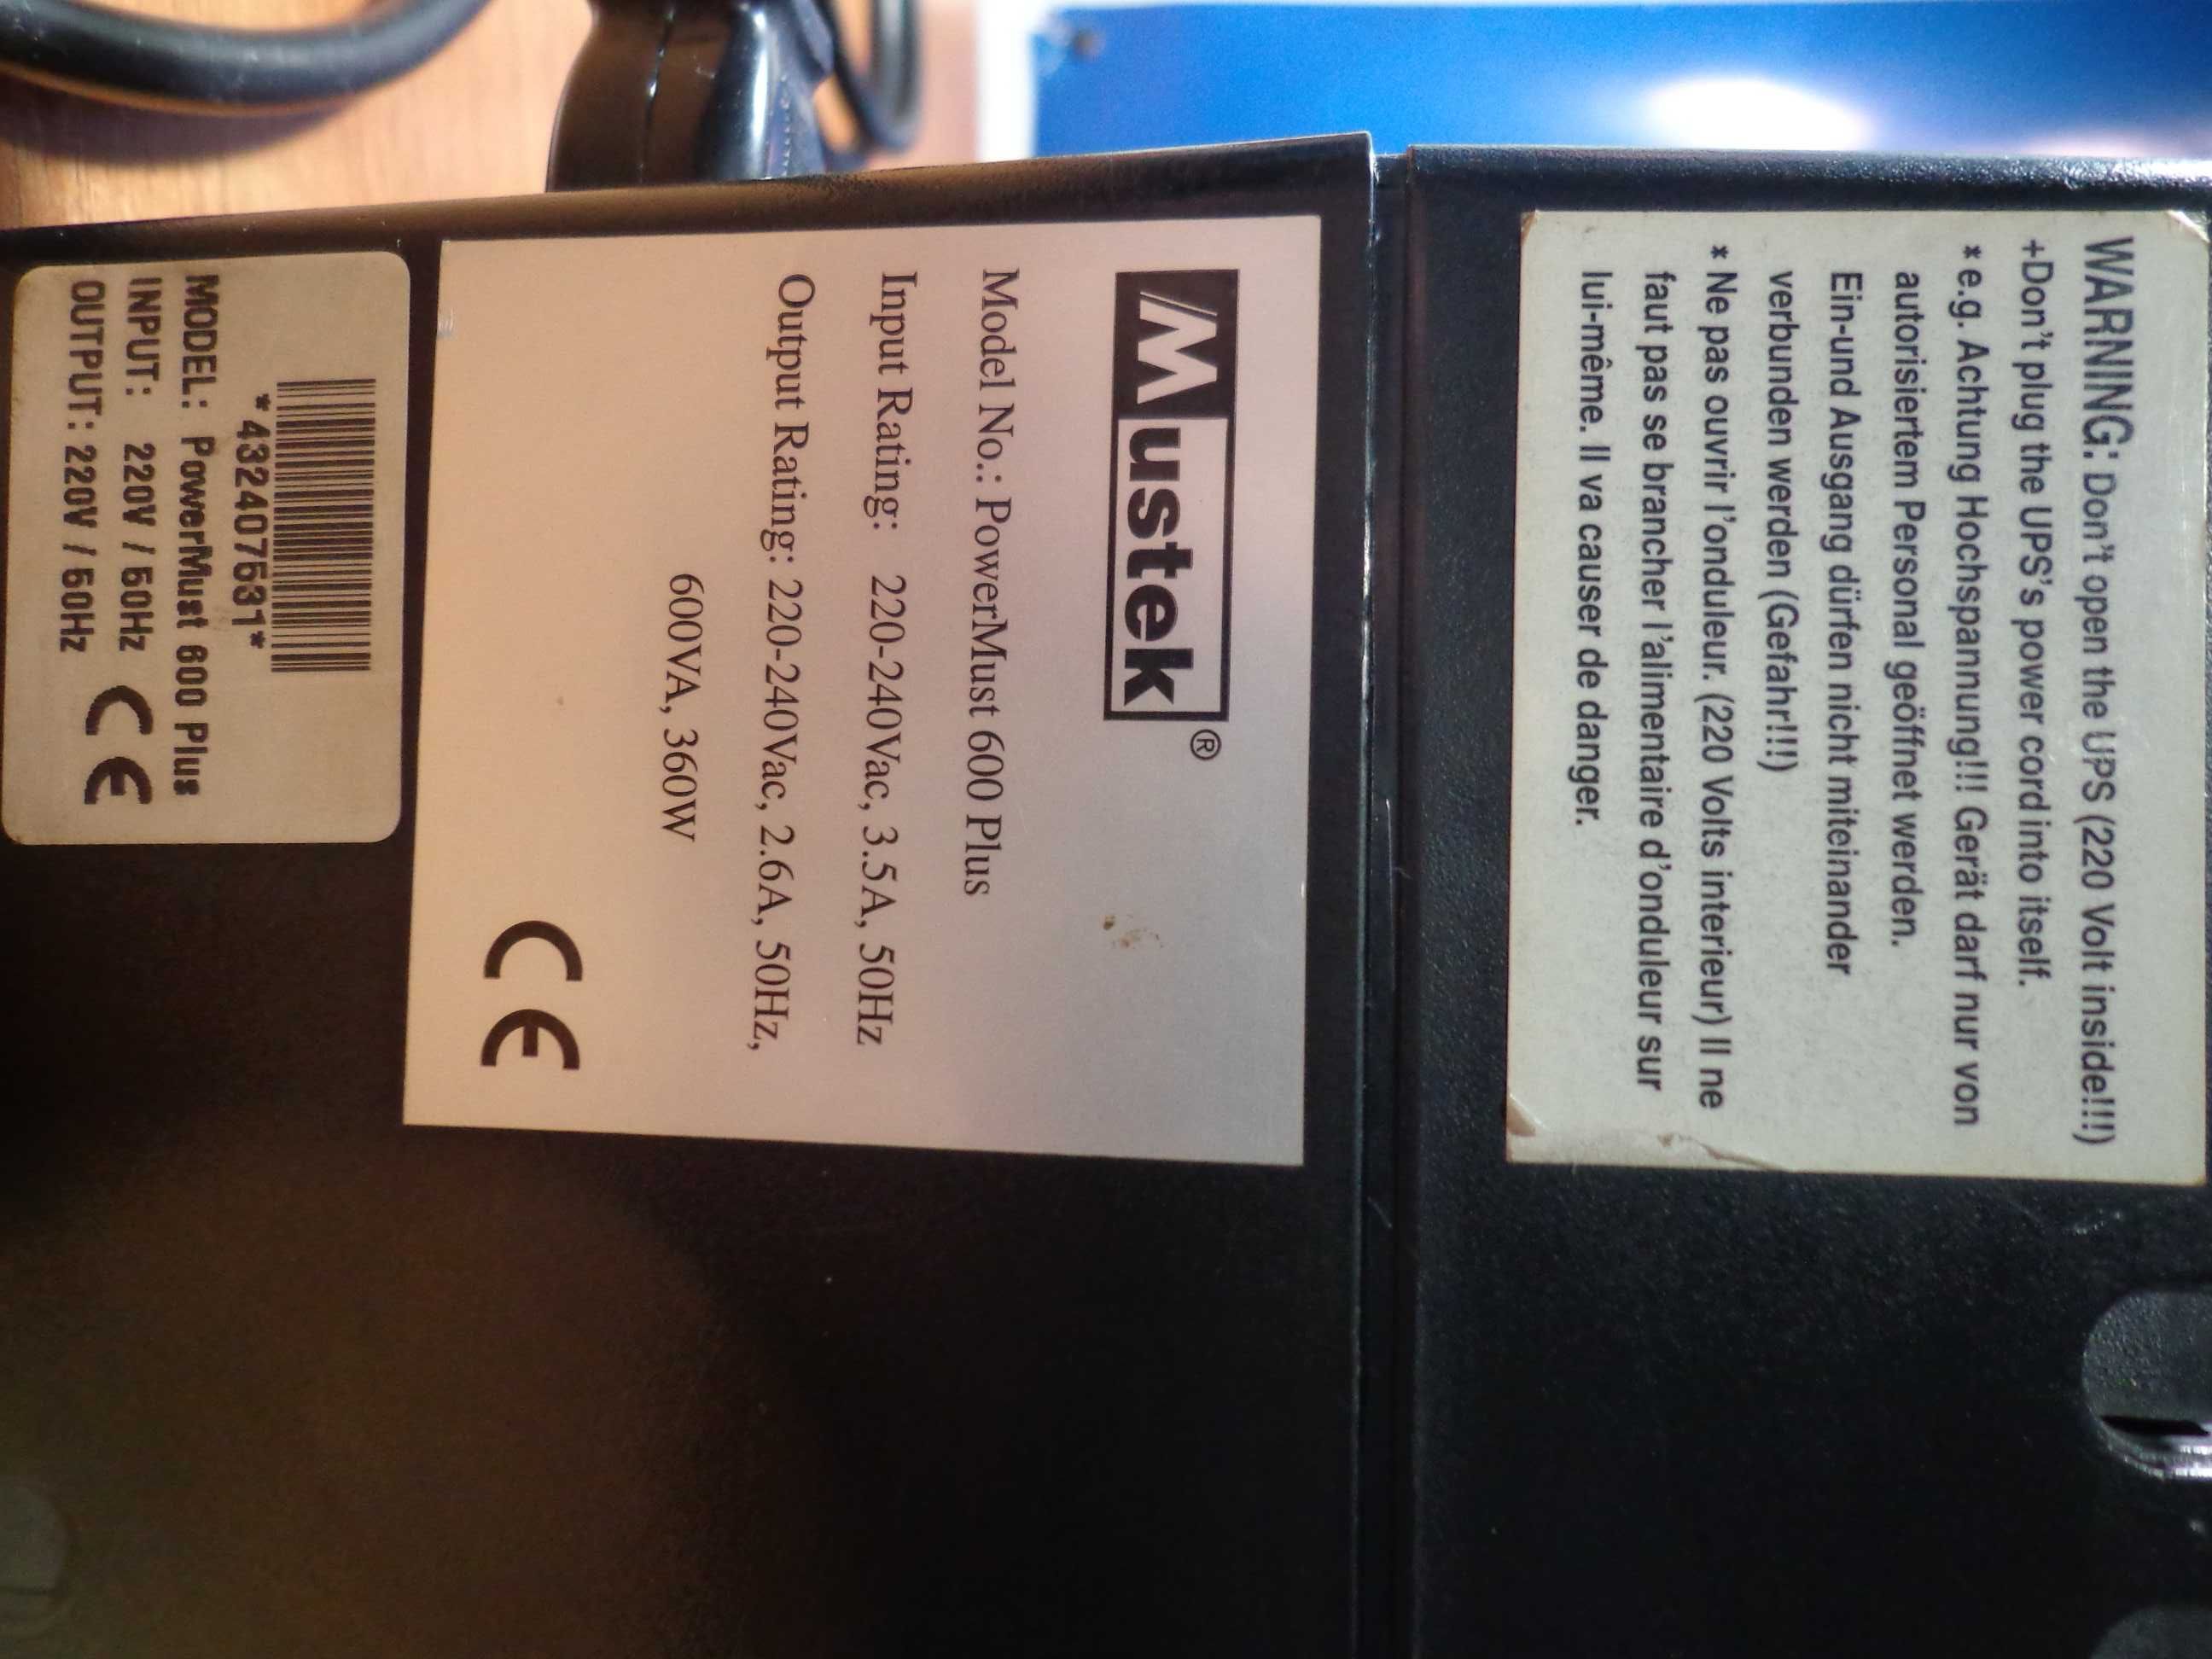 WARNING: Don't open the UPS (220 Volt inside!!!)
+Don't plug the UPS's power cord into itself.
*e.g. Achtung Hochspannung!!! Gerät darf nur von
autorisiertem Personal geöffnet werden.
Ein-und Ausgang dürfen nicht miteinander
verbunden werden (Gefahr!!!)
* Ne pas ouvrir l'onduleur. (220 Volts interieur) Il ne
faut pas se brancher l'alimentaire d'onduleur sur
lui-même. Il va causer de danger.
Mustek®
Model No.: PowerMust 600 Plus
Input Rating: 220-240Vac, 3.5A, 50Hz
Output Rating: 220-240Vac, 2.6A, 50Hz,
600VA, 360W
CE
*432407531*
MODEL: PowerMust 600 Plus
INPUT: 220V / 50Hz
OUTPUT: 220V / 50Hz
CE